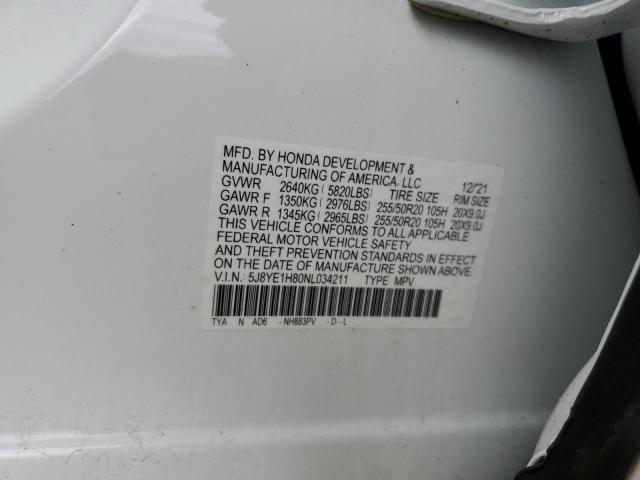 MFD. BY HONDA DEVELOPMENT &
MANUFACTURING OF AMERICA, LLC 12/21
GVWR 2640KG( 5820LBS) TIRE SIZE RIM SIZE
GAWR F 1350KG( 2976LBS) 255/50R20 105H 20X9.0J
GAWR R 1345KG( 2965LBS) 255/50R20 105H 20X9.0J
THIS VEHICLE CONFORMS TO ALL APPLICABLE
FEDERAL MOTOR VEHICLE SAFETY
AND THEFT PREVENTION STANDARDS IN EFFECT
ON THE DATE OF MANUFACTURE SHOWN ABOVE.
V.I.N.: 5J8YE1H80NL034211 TYPE MPV
TYA N AD6 -NH883PV -D-L